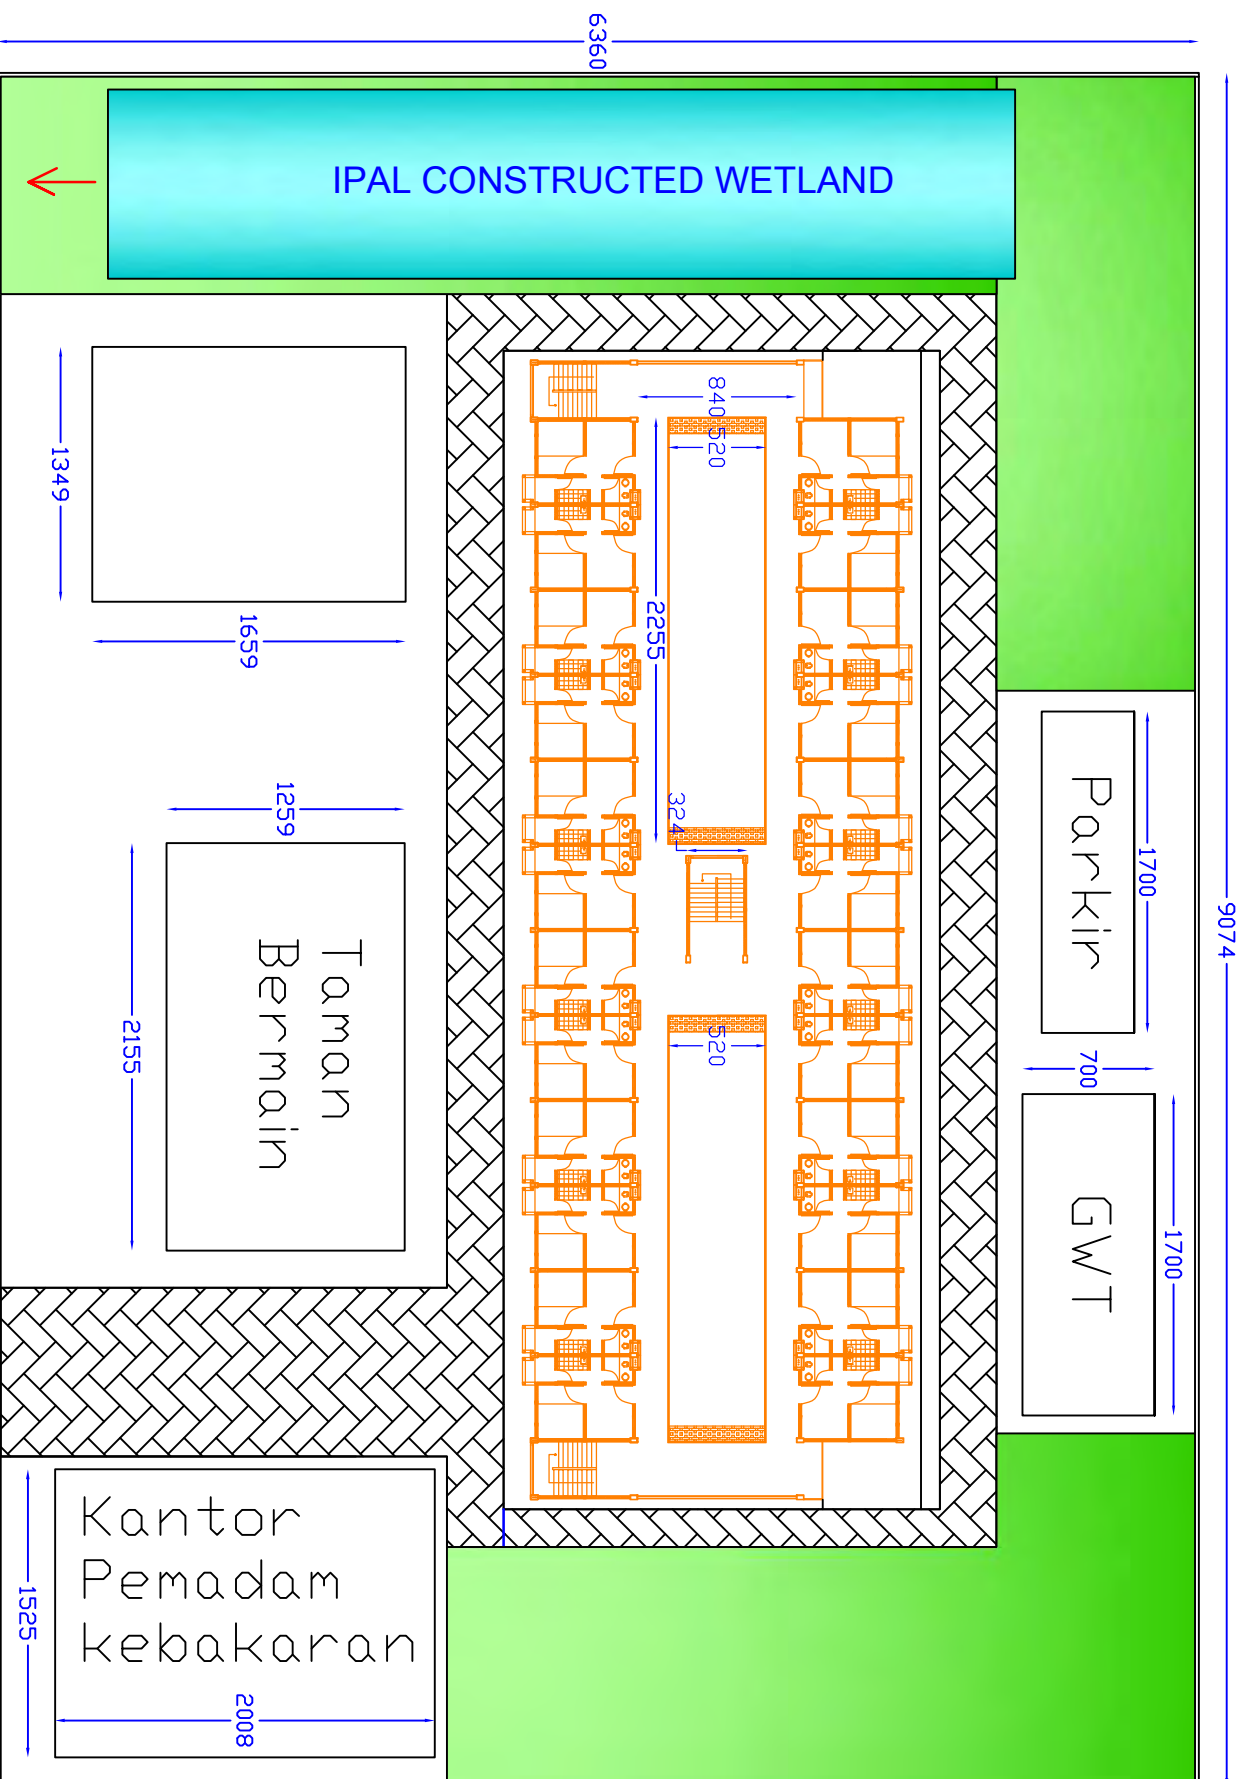 6360
IPAL CONSTRUCTED WETLAND
9074
840
520
2255
324
520
1349
1659
1259
2155
Taman
Bermain
Parkir
1700
700
GWT
1700
Kantor
Pemadam
kebakaran
1525
2008